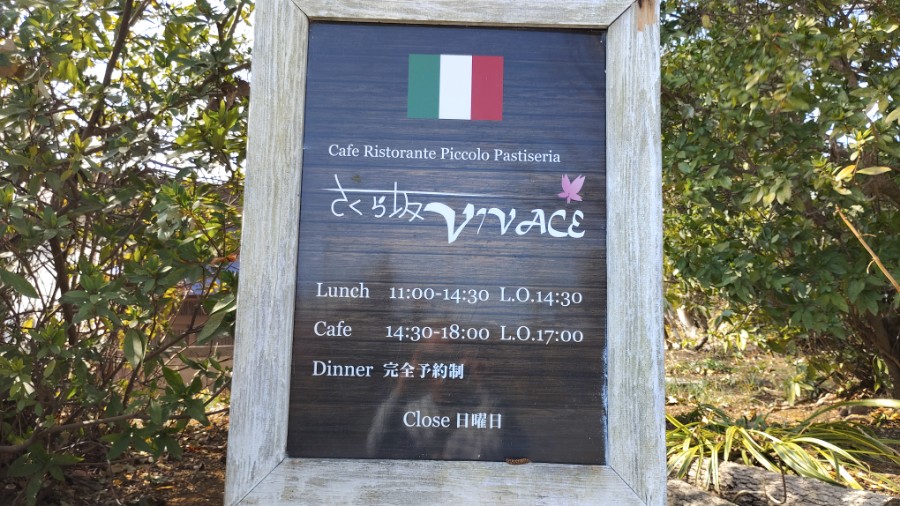 Cafe Ristorante Piccolo Pastiseria
さくら坂 VIVACE
Lunch 11:00-14:30 L.O.14:30
Cafe 14:30-18:00 L.O.17:00
Dinner 完全予約制
Close 日曜日